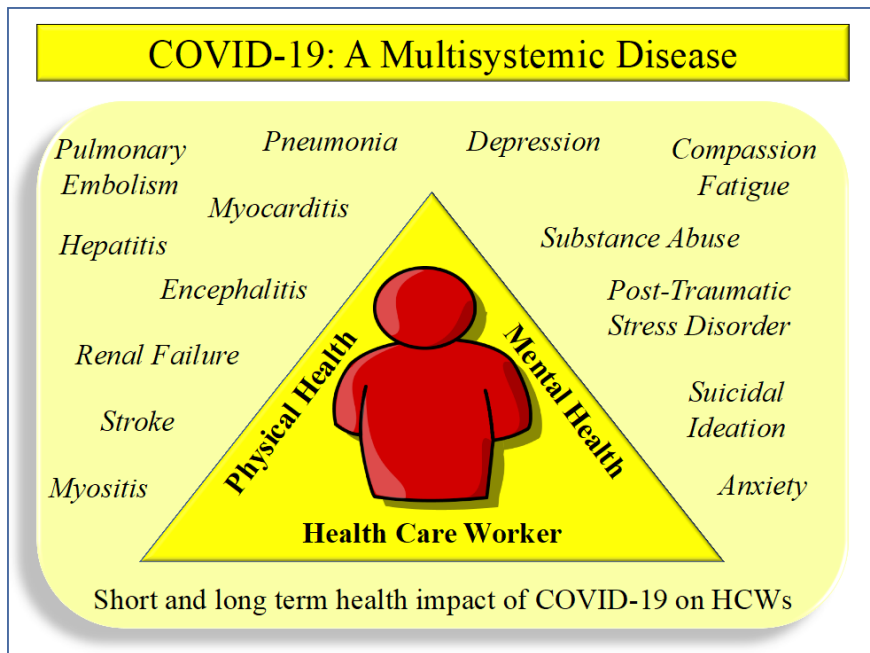 COVID-19: A Multisystemic Disease
Pulmonary
Embolism
Pneumonia
Myocarditis
Hepatitis
Encephalitis
Renal Failure
Stroke
Myositis
Depression
Compassion
Fatigue
Substance Abuse
Post-Traumatic
Stress Disorder
Suicidal
Ideation
Anxiety
Physical Health
Mental Health
Health Care Worker
Short and long term health impact of COVID-19 on HCWs